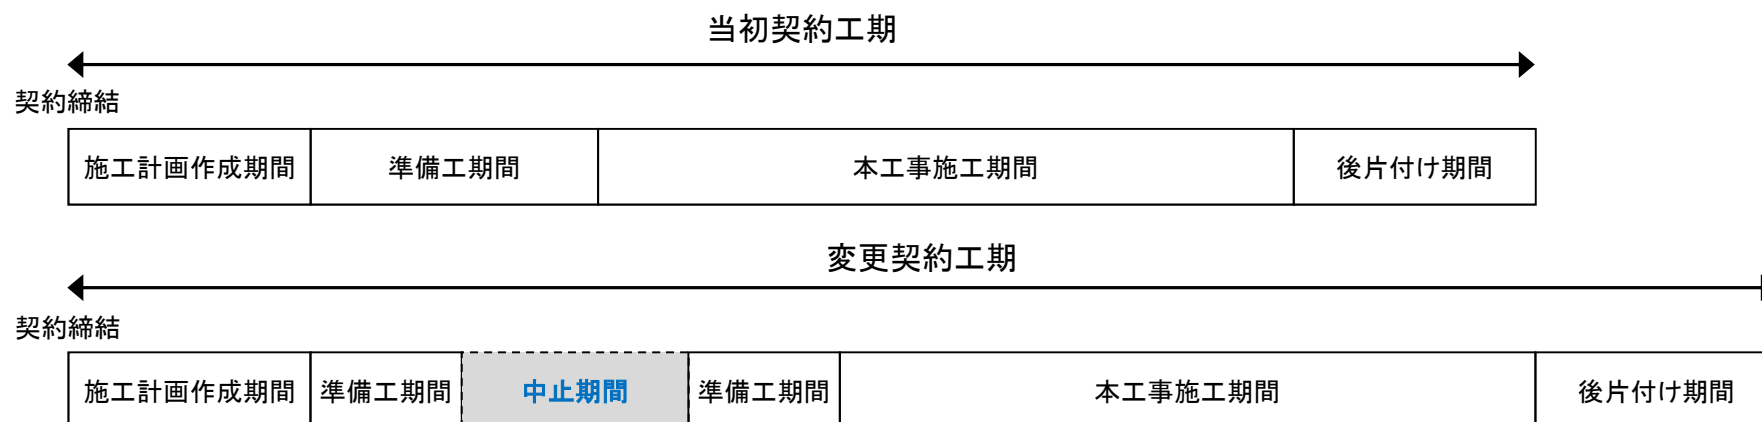 当初契約工期
契約締結
施工計画作成期間 準備工期間 本工事施工期間 後片付け期間
変更契約工期
契約締結
施工計画作成期間 準備工期間 中止期間 準備工期間 本工事施工期間 後片付け期間